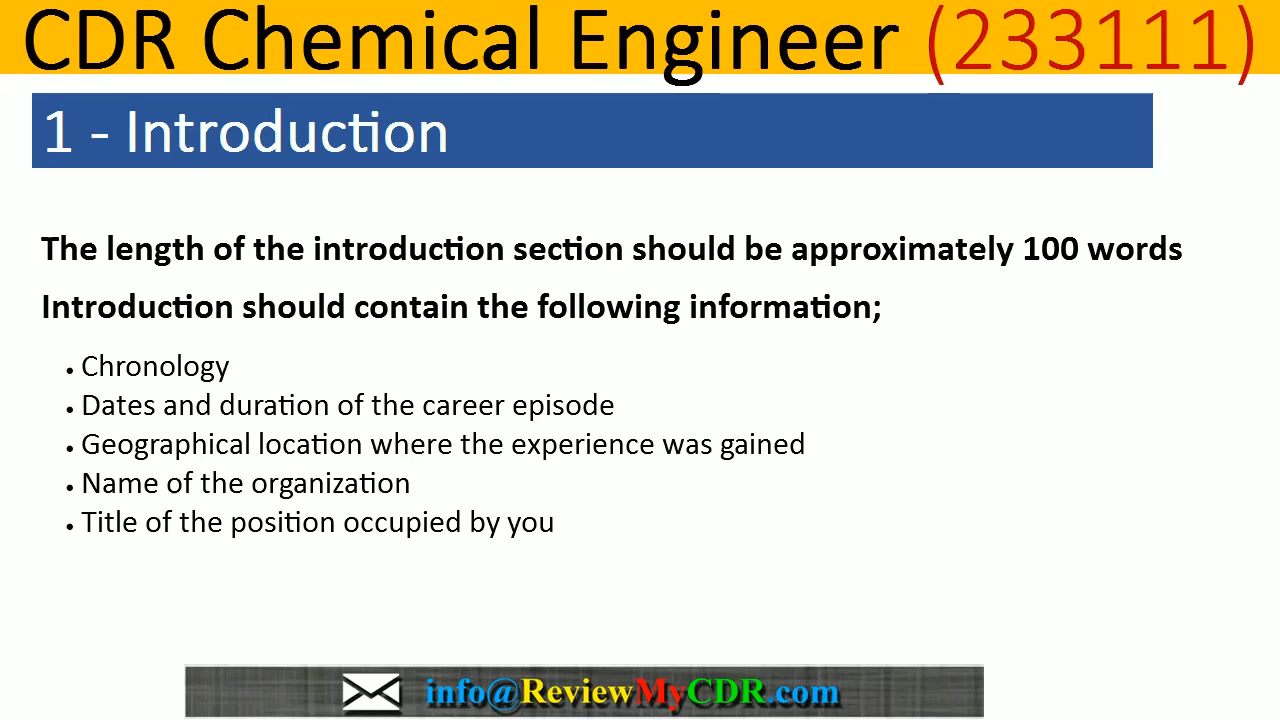 CDR Chemical Engineer (233111)
1 - Introduction
The length of the introduction section should be approximately 100 words
Introduction should contain the following information;
• Chronology
• Dates and duration of the career episode
• Geographical location where the experience was gained
• Name of the organization
• Title of the position occupied by you
info@ReviewMyCDR.com